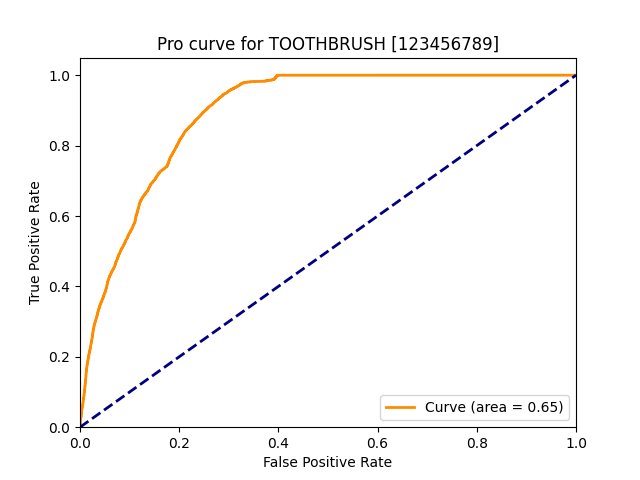 Pro curve for TOOTHBRUSH [123456789]
True Positive Rate
1.0
0.8
0.6
0.4
0.2
0.0
0.0 0.2 0.4 0.6 0.8 1.0
False Positive Rate
Curve (area = 0.65)